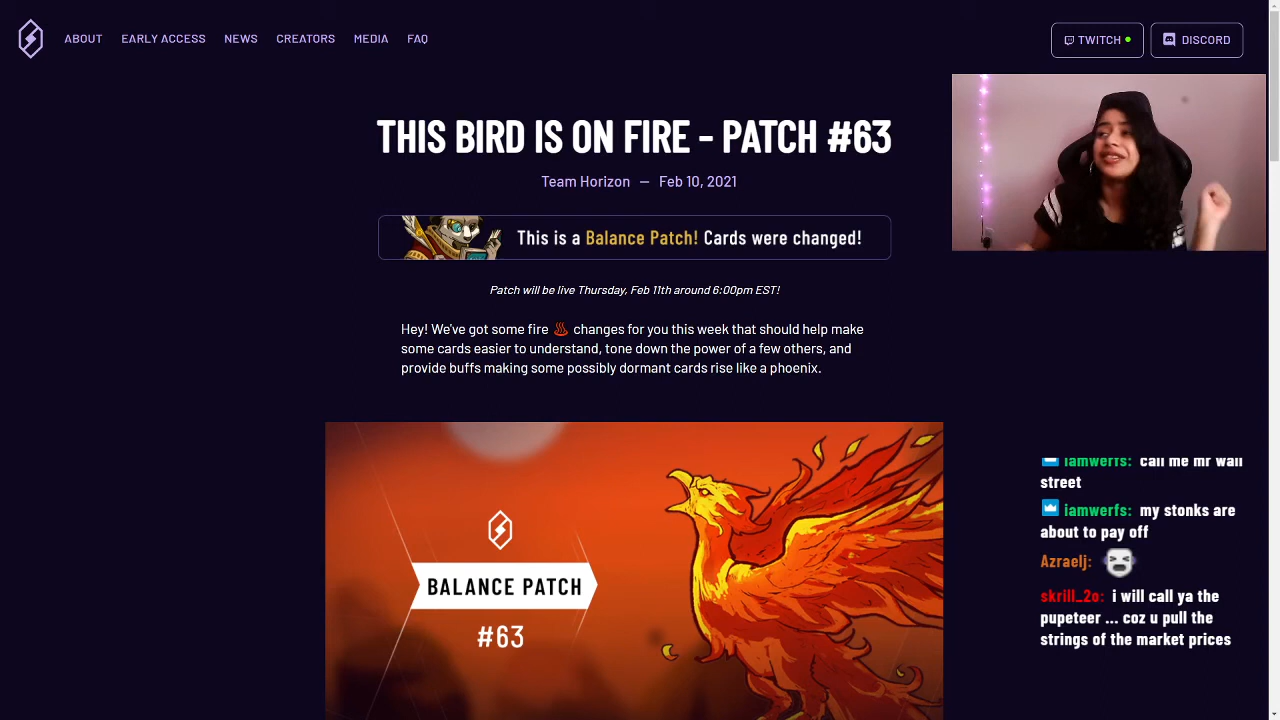 ABOUT EARLY ACCESS NEWS CREATORS MEDIA FAQ TWITCH DISCORD
THIS BIRD IS ON FIRE - PATCH #63
Team Horizon — Feb 10, 2021
This is a Balance Patch! Cards were changed!
Patch will be live Thursday, Feb 11th around 6:00pm EST!
Hey! We've got some fire ♨ changes for you this week that should help make
some cards easier to understand, tone down the power of a few others, and
provide buffs making some possibly dormant cards rise like a phoenix.
BALANCE PATCH
#63
iamwerfs: call me mr wall
street
iamwerfs: my stonks are
about to pay off
Azraelj:
skrill_2o: i will call ya the
pupeteer ... coz u pull the
strings of the market prices